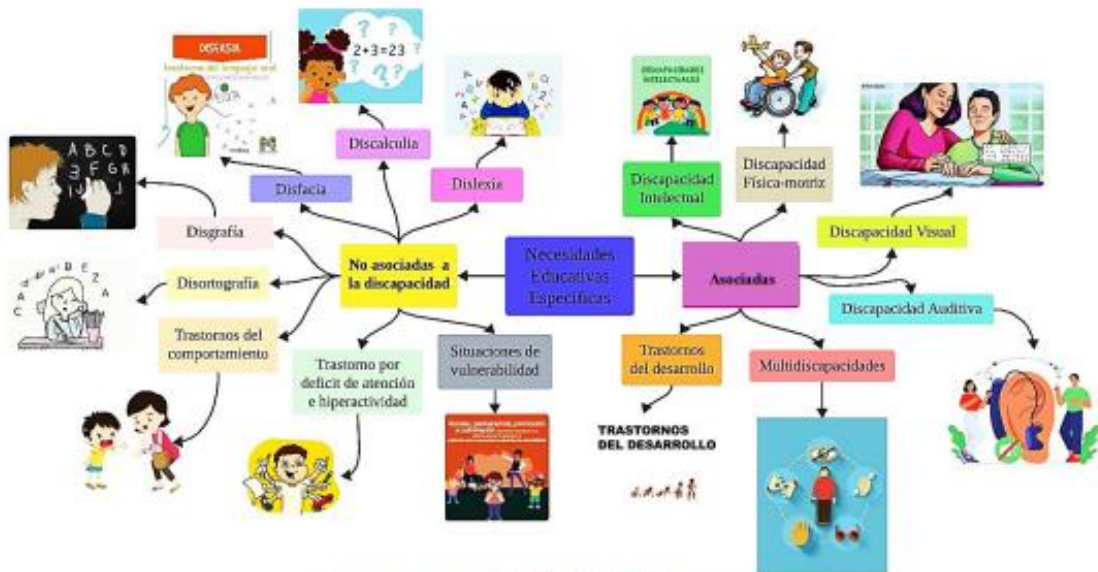 DISFASIA
Trastorno del lenguaje oral
2+3=23
DISCAPACIDADES
INTELECTUALES
A B C D
Discalculia
Dislexia
Disfacia
Discapacidad
Intelectual
Discapacidad
Física-motriz
Discapacidad Visual
Disgrafía
No asociadas a
la discapacidad
Necesidades
Educativas
Especificas
Asociadas
Disortografía
Discapacidad Auditiva
Trastornos del
comportamiento
Trastorno por
deficit de atención
e hiperactividad
Situaciones de
vulnerabilidad
Trastornos
del desarrollo
Multidiscapacidades
TRASTORNOS
DEL DESARROLLO